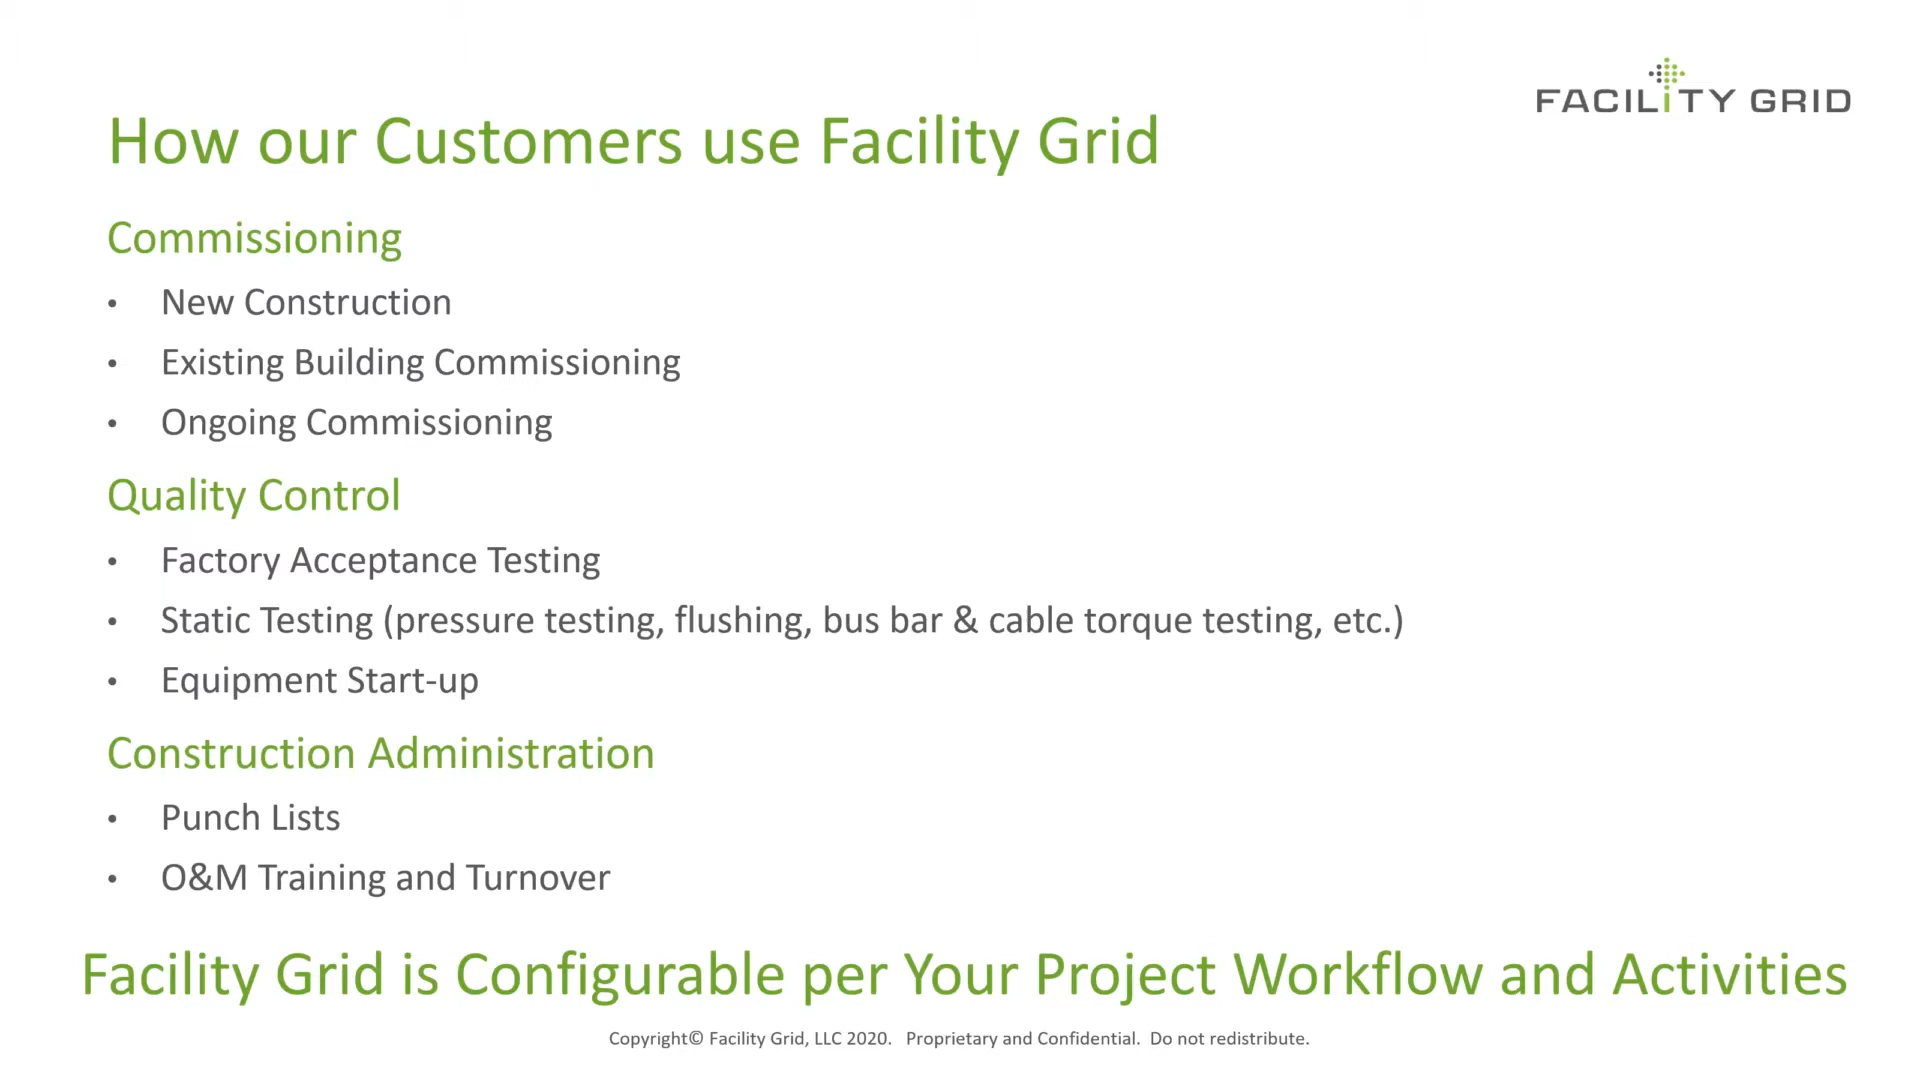 FACILITY GRID
How our Customers use Facility Grid
Commissioning
• New Construction
• Existing Building Commissioning
• Ongoing Commissioning
Quality Control
• Factory Acceptance Testing
• Static Testing (pressure testing, flushing, bus bar & cable torque testing, etc.)
• Equipment Start-up
Construction Administration
• Punch Lists
• O&M Training and Turnover
Facility Grid is Configurable per Your Project Workflow and Activities
Copyright© Facility Grid, LLC 2020. Proprietary and Confidential. Do not redistribute.